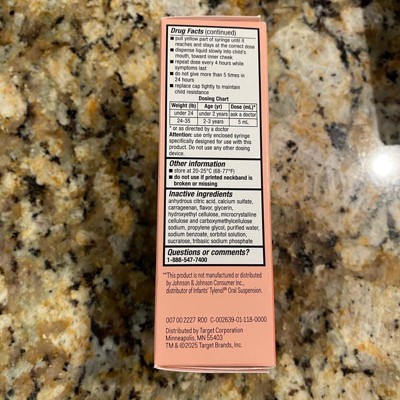 Drug Facts (continued)
■ pull yellow part of syringe until it
reaches and stays at the correct dose
■ dispense liquid slowly into child's
mouth, toward inner cheek
■ repeat dose every 4 hours while
symptoms last
■ do not give more than 5 times in
24 hours
■ replace cap tightly to maintain
child resistance
Dosing Chart
Weight (lb) Age (yr) Dose (mL)*
under 24 under 2 years ask a doctor
24-35 2-3 years 5 mL
* or as directed by a doctor
Attention: use only enclosed syringe
specifically designed for use with this
product. Do not use any other dosing
device.
Other information
■ store at 20-25°C (68-77°F)
■ do not use if printed neckband is
broken or missing
Inactive ingredients
anhydrous citric acid, calcium sulfate,
carrageenan, flavor, glycerin,
hydroxyethyl cellulose, microcrystalline
cellulose and carboxymethylcellulose
sodium, propylene glycol, purified water,
sodium benzoate, sorbitol solution,
sucralose, tribasic sodium phosphate
Questions or comments?
1-888-547-7400
**This product is not manufactured or distributed
by Johnson & Johnson Consumer Inc.,
distributor of Infants' Tylenol® Oral Suspension.
007 00 2227 R00 C-002639-01-118-0000
Distributed by Target Corporation
Minneapolis, MN 55403
TM & ©2025 Target Brands, Inc.